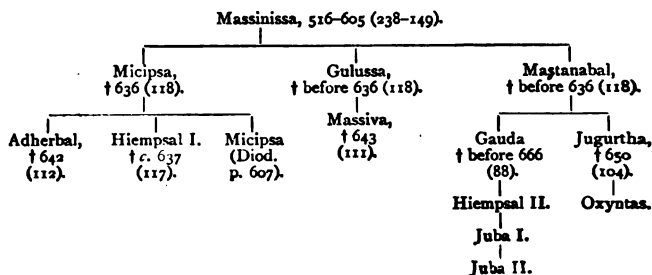 Massinissa, 516–605 (238–149).
Micipsa, Gulussa, Mastanabal,
† 636 (118). † before 636 (118). † before 636 (118).
Adherbal, Hiempsal I. Micipsa Massiva, Gauda Jugurtha,
† 642 † c. 637 (Diod. † 643 † before 666 † 650
(112). (117). p. 607). (111). (88). (104).
Hiempsal II. Oxyntas.
Juba I.
Juba II.